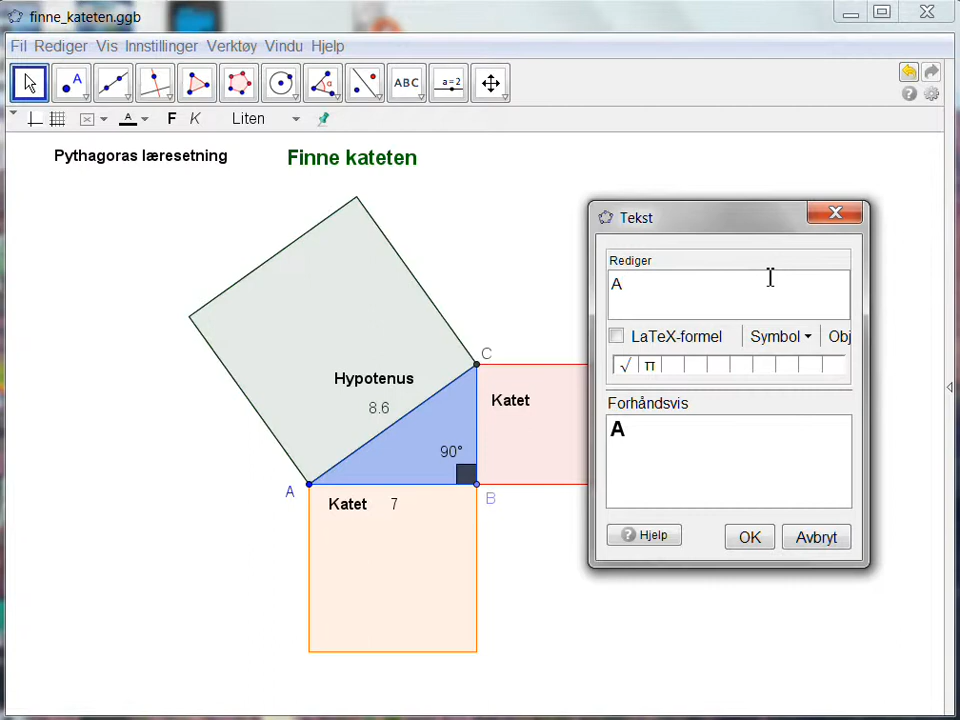 finne_kateten.ggb
Fil Rediger Vis Innstillinger Verktøy Vindu Hjelp
A ABC a=2
A F K Liten
Pythagoras læresetning
Finne kateten
Tekst
Rediger
A
LaTeX-formel Symbol Obj
√ π
Forhåndsvis
A
Hjelp OK Avbryt
C
Hypotenus
8.6
Katet
90°
A
B
Katet 7